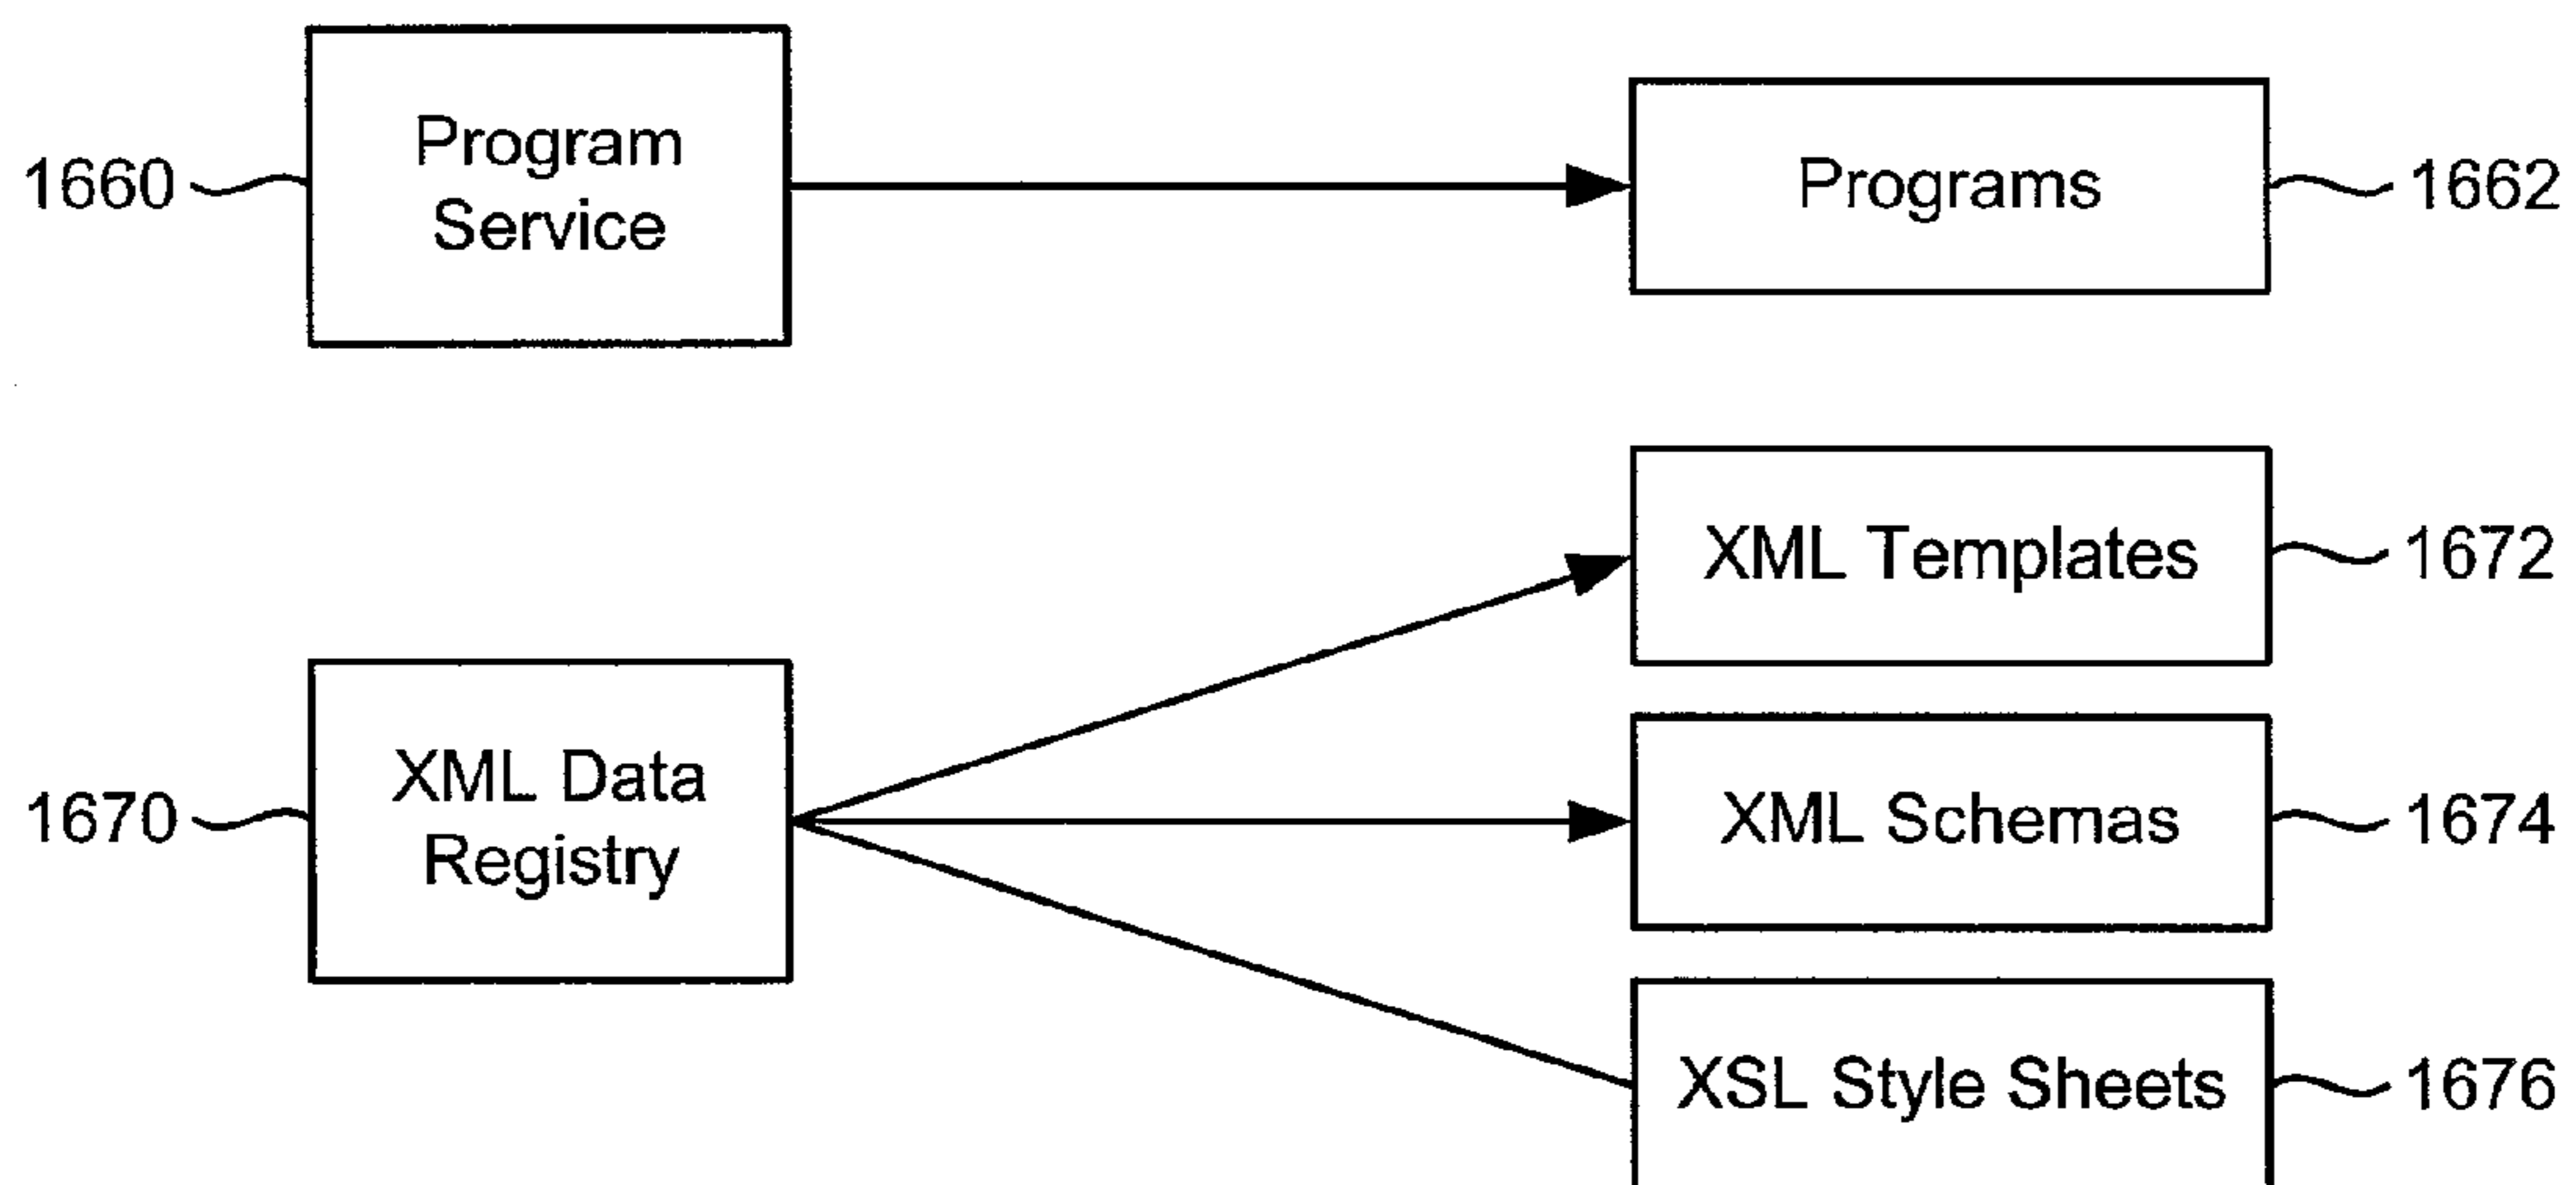 1660
Program
Service
Programs
1662
XML Templates
1672
1670
XML Data
Registry
XML Schemas
1674
XSL Style Sheets
1676